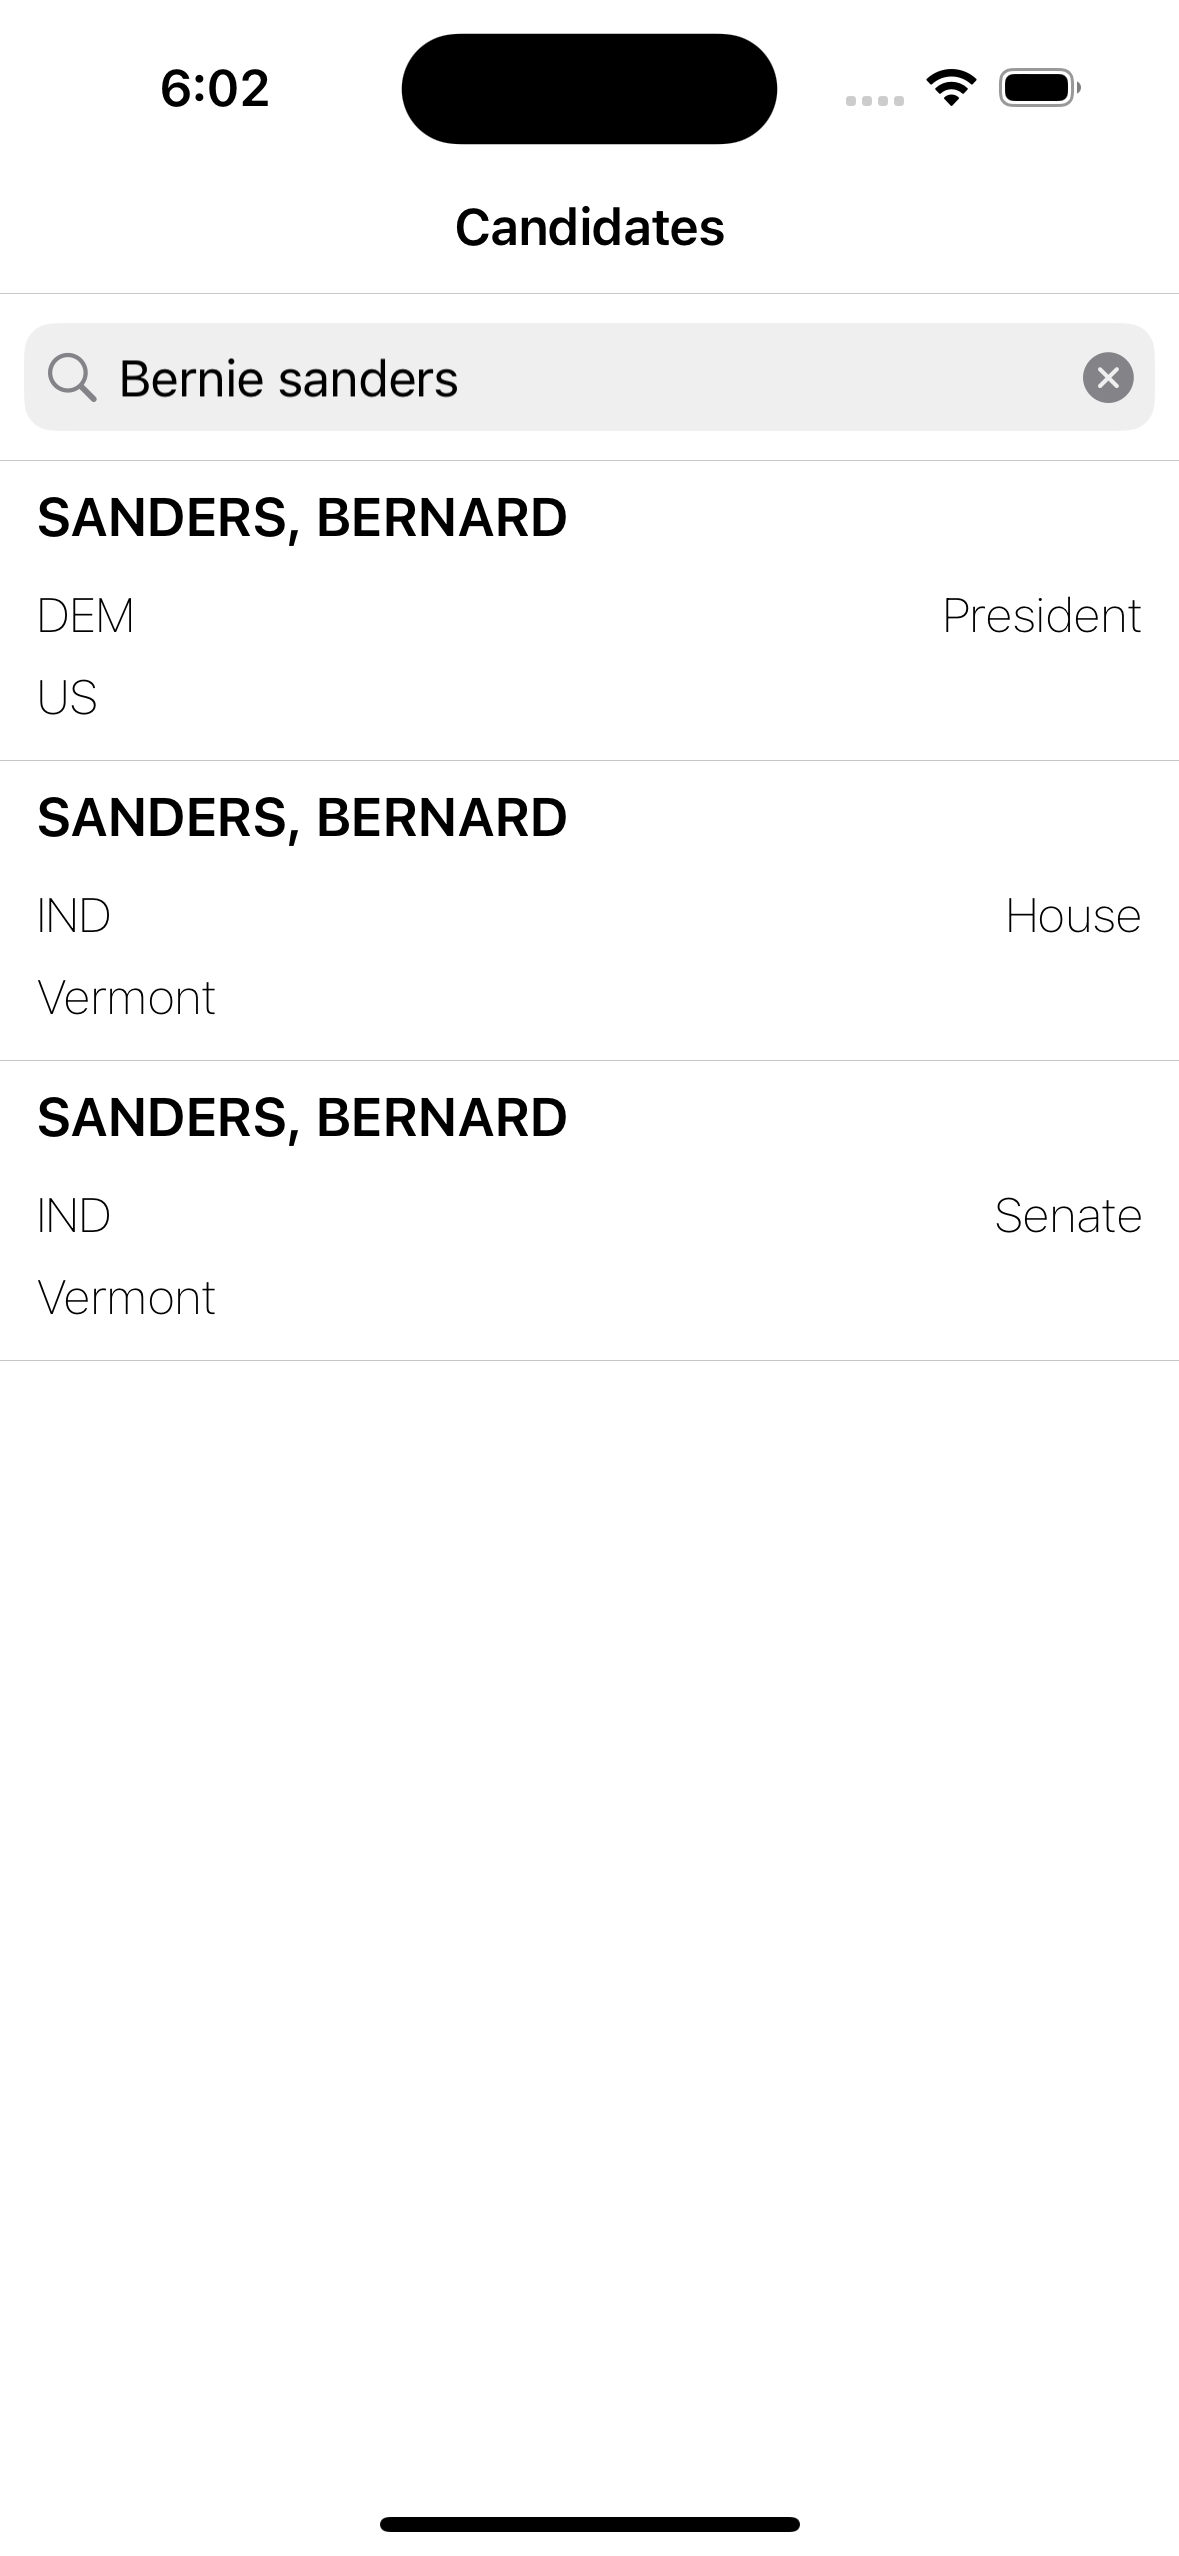 6:02
Candidates
Bernie sanders
SANDERS, BERNARD
DEM President
US
SANDERS, BERNARD
IND House
Vermont
SANDERS, BERNARD
IND Senate
Vermont